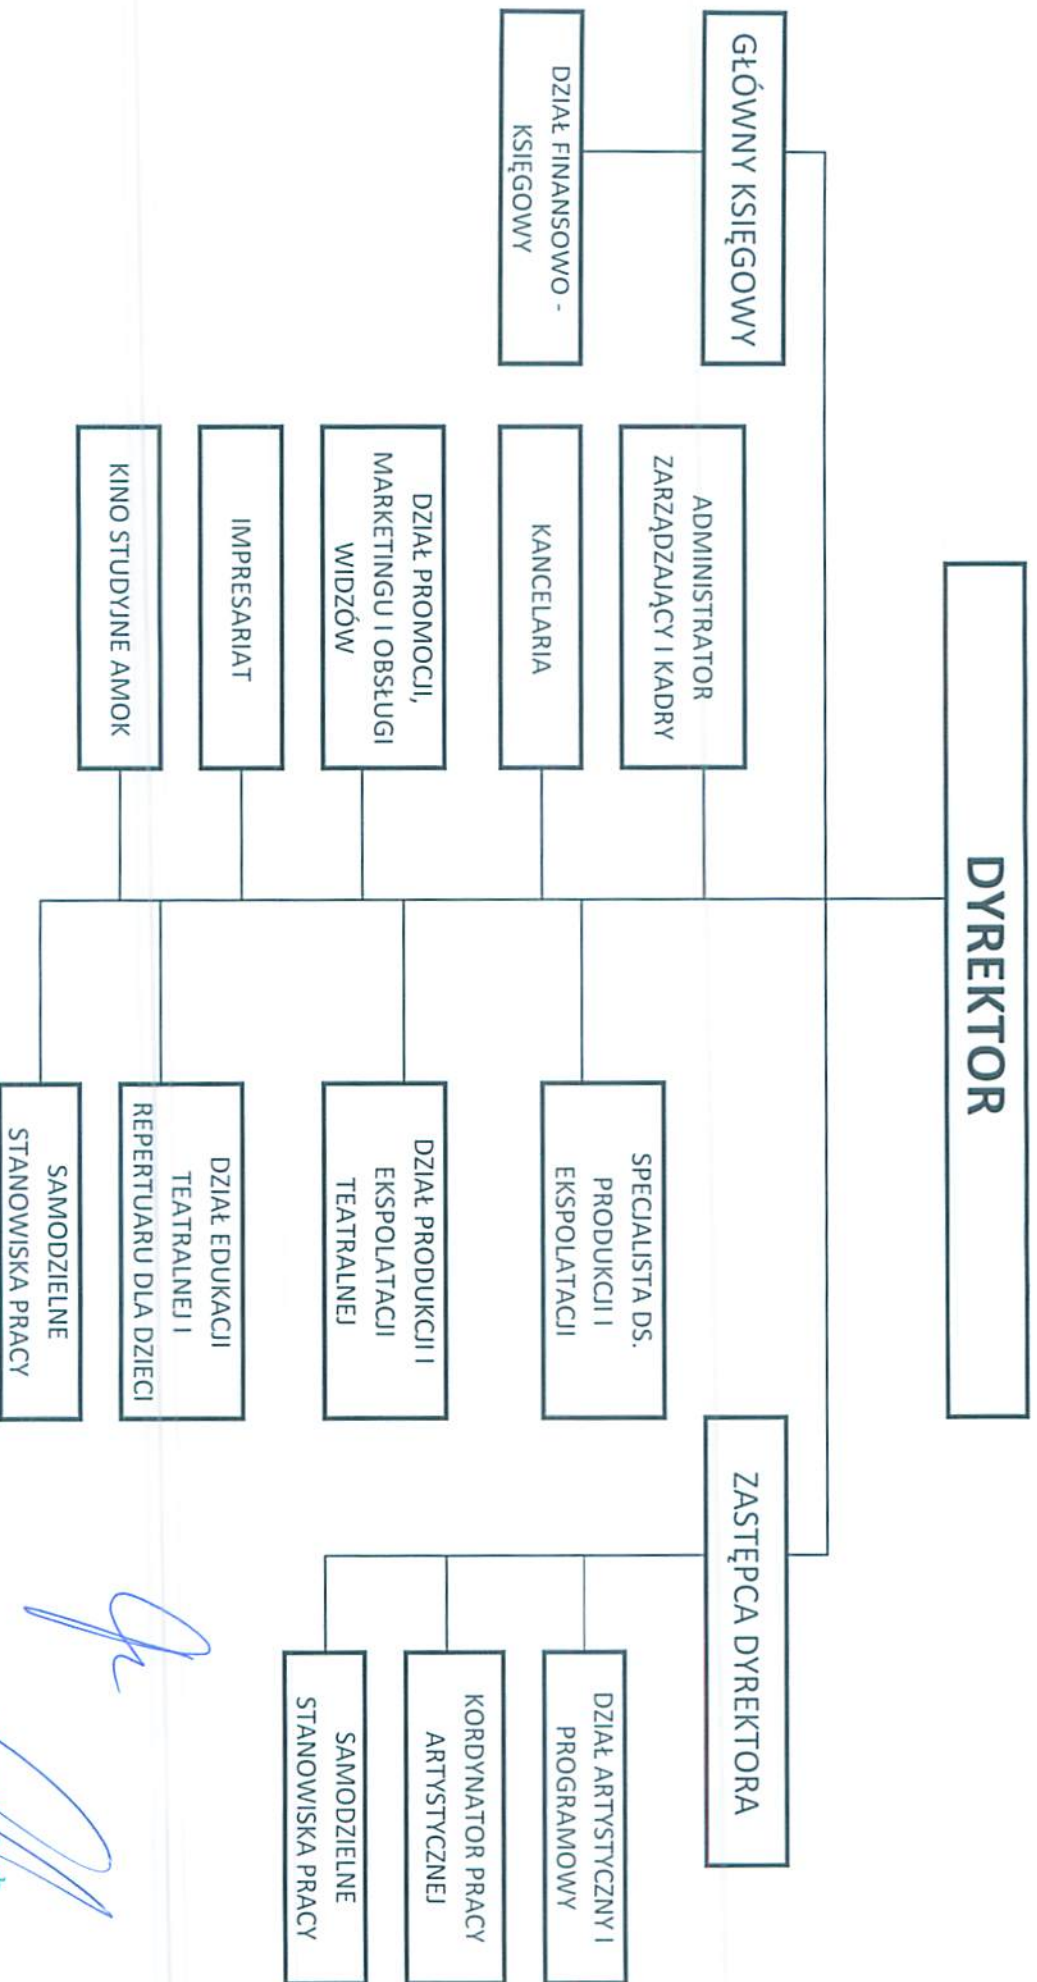 DYREKTOR
GŁÓWNY KSIĘGOWY
ZASTĘPCA DYREKTORA
DZIAŁ FINANSOWO -
KSIĘGOWY
ADMINISTRATOR
ZARZĄDZAJĄCY I KADRY
KANCELARIA
DZIAŁ PROMOCJI,
MARKETINGU I OBSŁUGI
WIDZÓW
IMPRESARIAT
KINO STUDYJNE AMOK
SPECJALISTA DS.
PRODUKCJI I
EKSPOLATACJI
DZIAŁ PRODUKCJI I
EKSPOLATACJI
TEATRALNEJ
DZIAŁ EDUKACJI
TEATRALNEJ I
REPERTUARU DLA DZIECI
SAMODZIELNE
STANOWISKA PRACY
DZIAŁ ARTYSTYCZNY I
PROGRAMOWY
KORDYNATOR PRACY
ARTYSTYCZNEJ
SAMODZIELNE
STANOWISKA PRACY